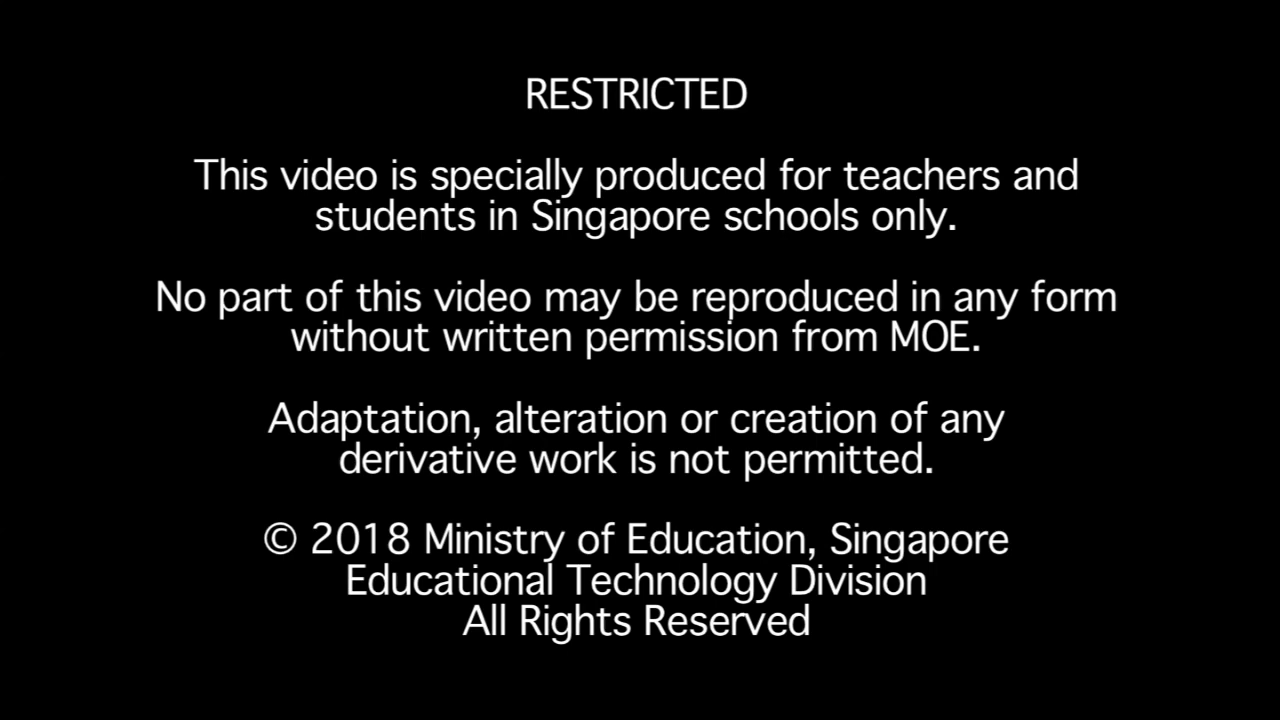 RESTRICTED
This video is specially produced for teachers and
students in Singapore schools only.
No part of this video may be reproduced in any form
without written permission from MOE.
Adaptation, alteration or creation of any
derivative work is not permitted.
© 2018 Ministry of Education, Singapore
Educational Technology Division
All Rights Reserved